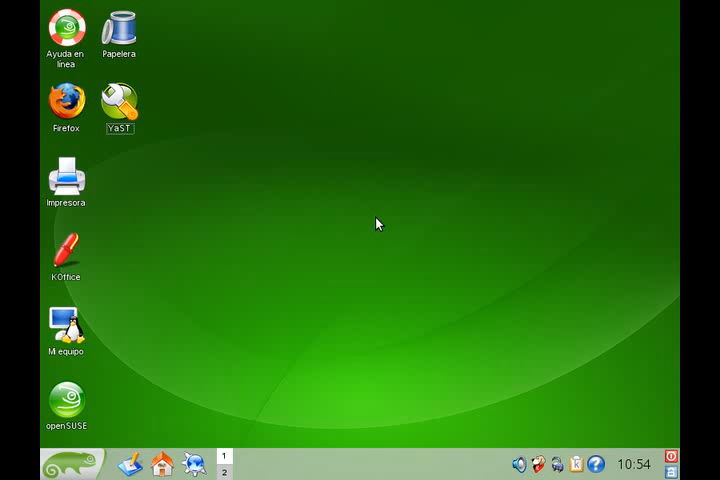 Ayuda en
línea
Papelera
Firefox
YaST
Impresora
KOffice
Mi equipo
openSUSE
1
2
10:54